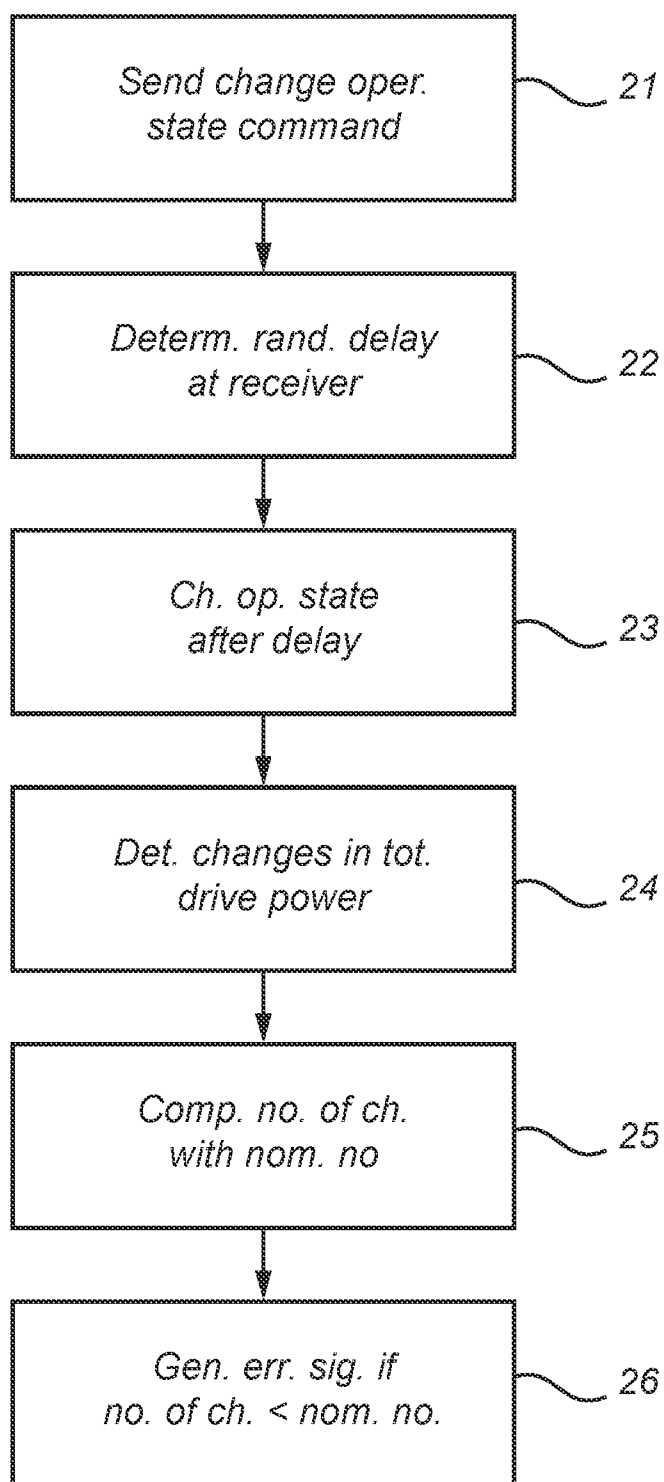 Send change oper.
state command
21
Determ. rand. delay
at receiver
22
Ch. op. state
after delay
23
Det. changes in tot.
drive power
24
Comp. no. of ch.
with nom. no
25
Gen. err. sig. if
no. of ch. < nom. no.
26